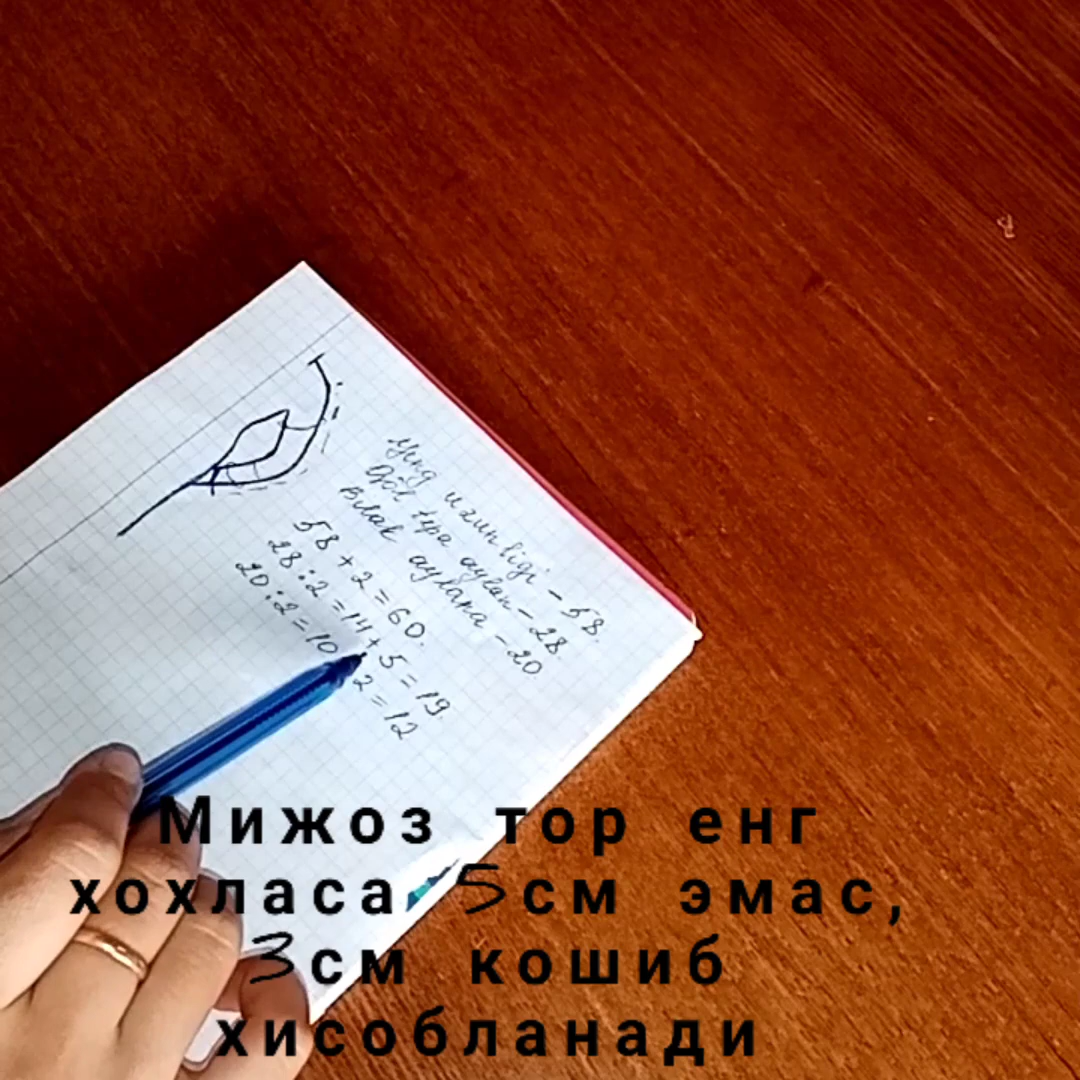 Yeng uzunligi - 58.
Qo'l tepa aylan - 28.
Bilak aylana - 20
58 + 2 = 60.
28 : 2 = 14 + 5 = 19.
20 : 2 = 10 2 = 12
Мижоз тор енг
хохласа 5см эмас,
3см кошиб
хисобланади